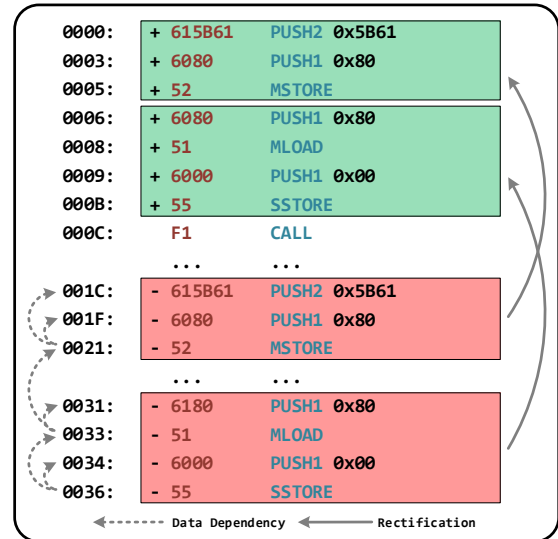 0000: + 615B61 PUSH2 0x5B61
0003: + 6080 PUSH1 0x80
0005: + 52 MSTORE
0006: + 6080 PUSH1 0x80
0008: + 51 MLOAD
0009: + 6000 PUSH1 0x00
000B: + 55 SSTORE
000C: F1 CALL
... ...
001C: - 615B61 PUSH2 0x5B61
001F: - 6080 PUSH1 0x80
0021: - 52 MSTORE
... ...
0031: - 6180 PUSH1 0x80
0033: - 51 MLOAD
0034: - 6000 PUSH1 0x00
0036: - 55 SSTORE
Data Dependency Rectification